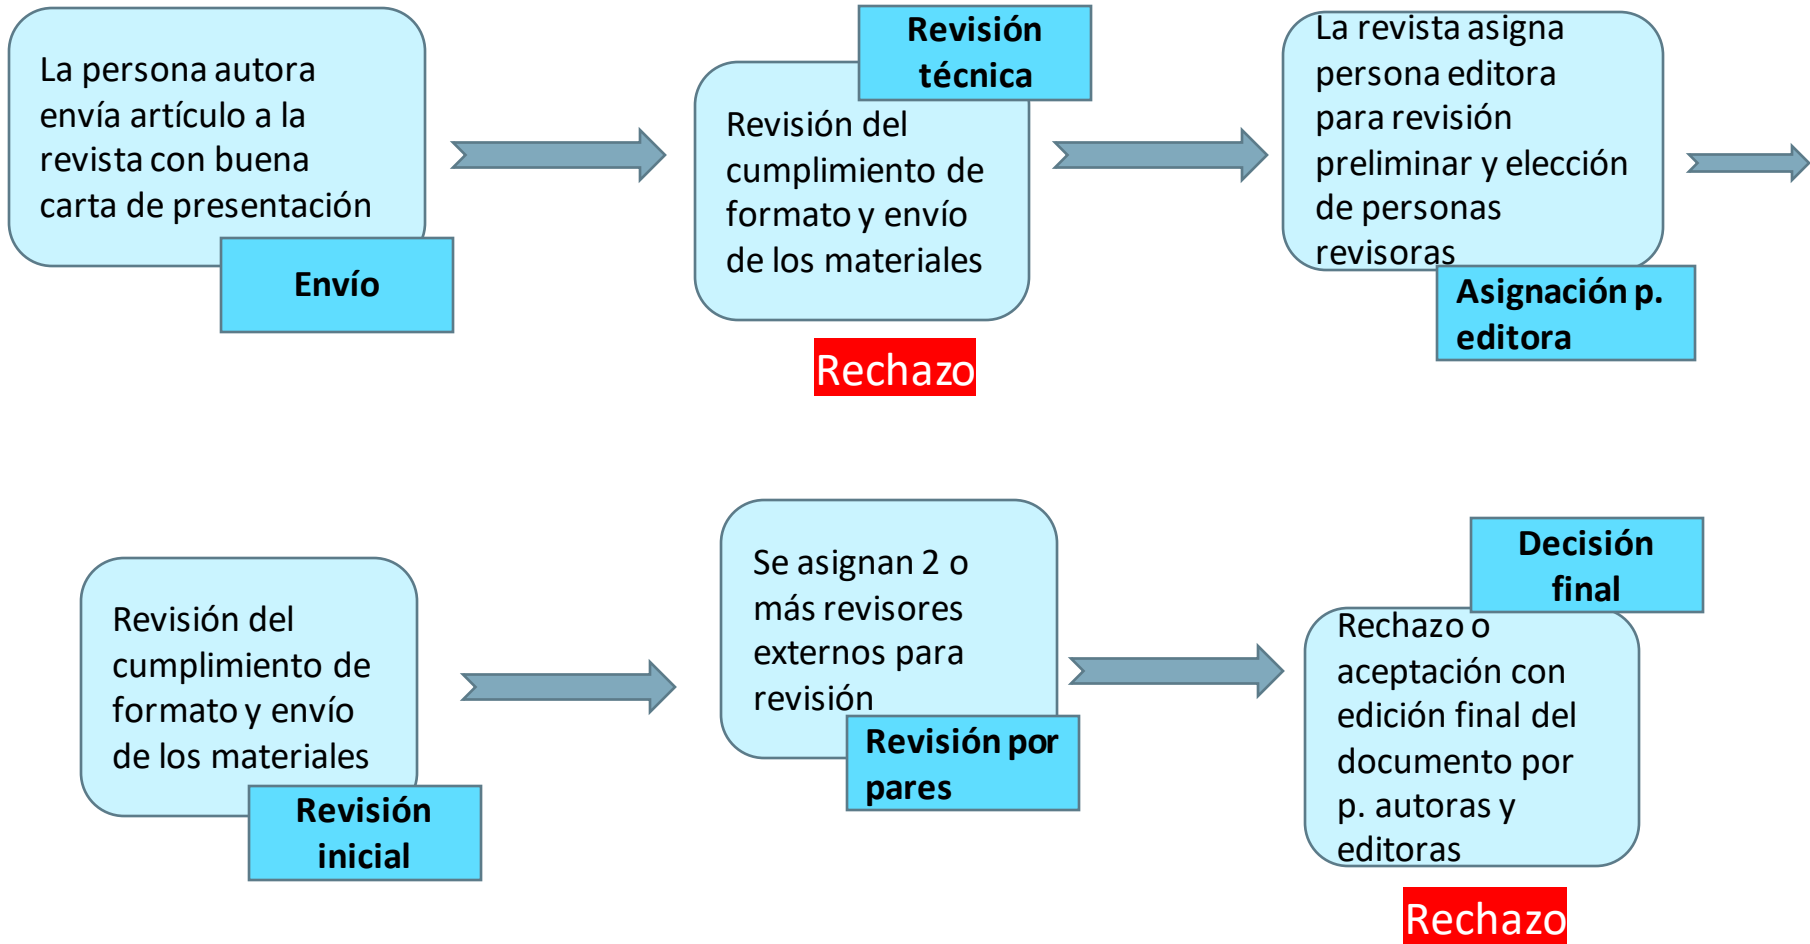 La persona autora
envía artículo a la
revista con buena
carta de presentación
Envío
Revisión
técnica
Revisión del
cumplimiento de
formato y envío
de los materiales
Rechazo
La revista asigna
persona editora
para revisión
preliminar y elección
de personas
revisoras
Asignación p.
editora
Revisión del
cumplimiento de
formato y envío
de los materiales
Revisión
inicial
Se asignan 2 o
más revisores
externos para
revisión
Revisión por
pares
Decisión
final
Rechazo o
aceptación con
edición final del
documento por
p. autoras y
editoras
Rechazo